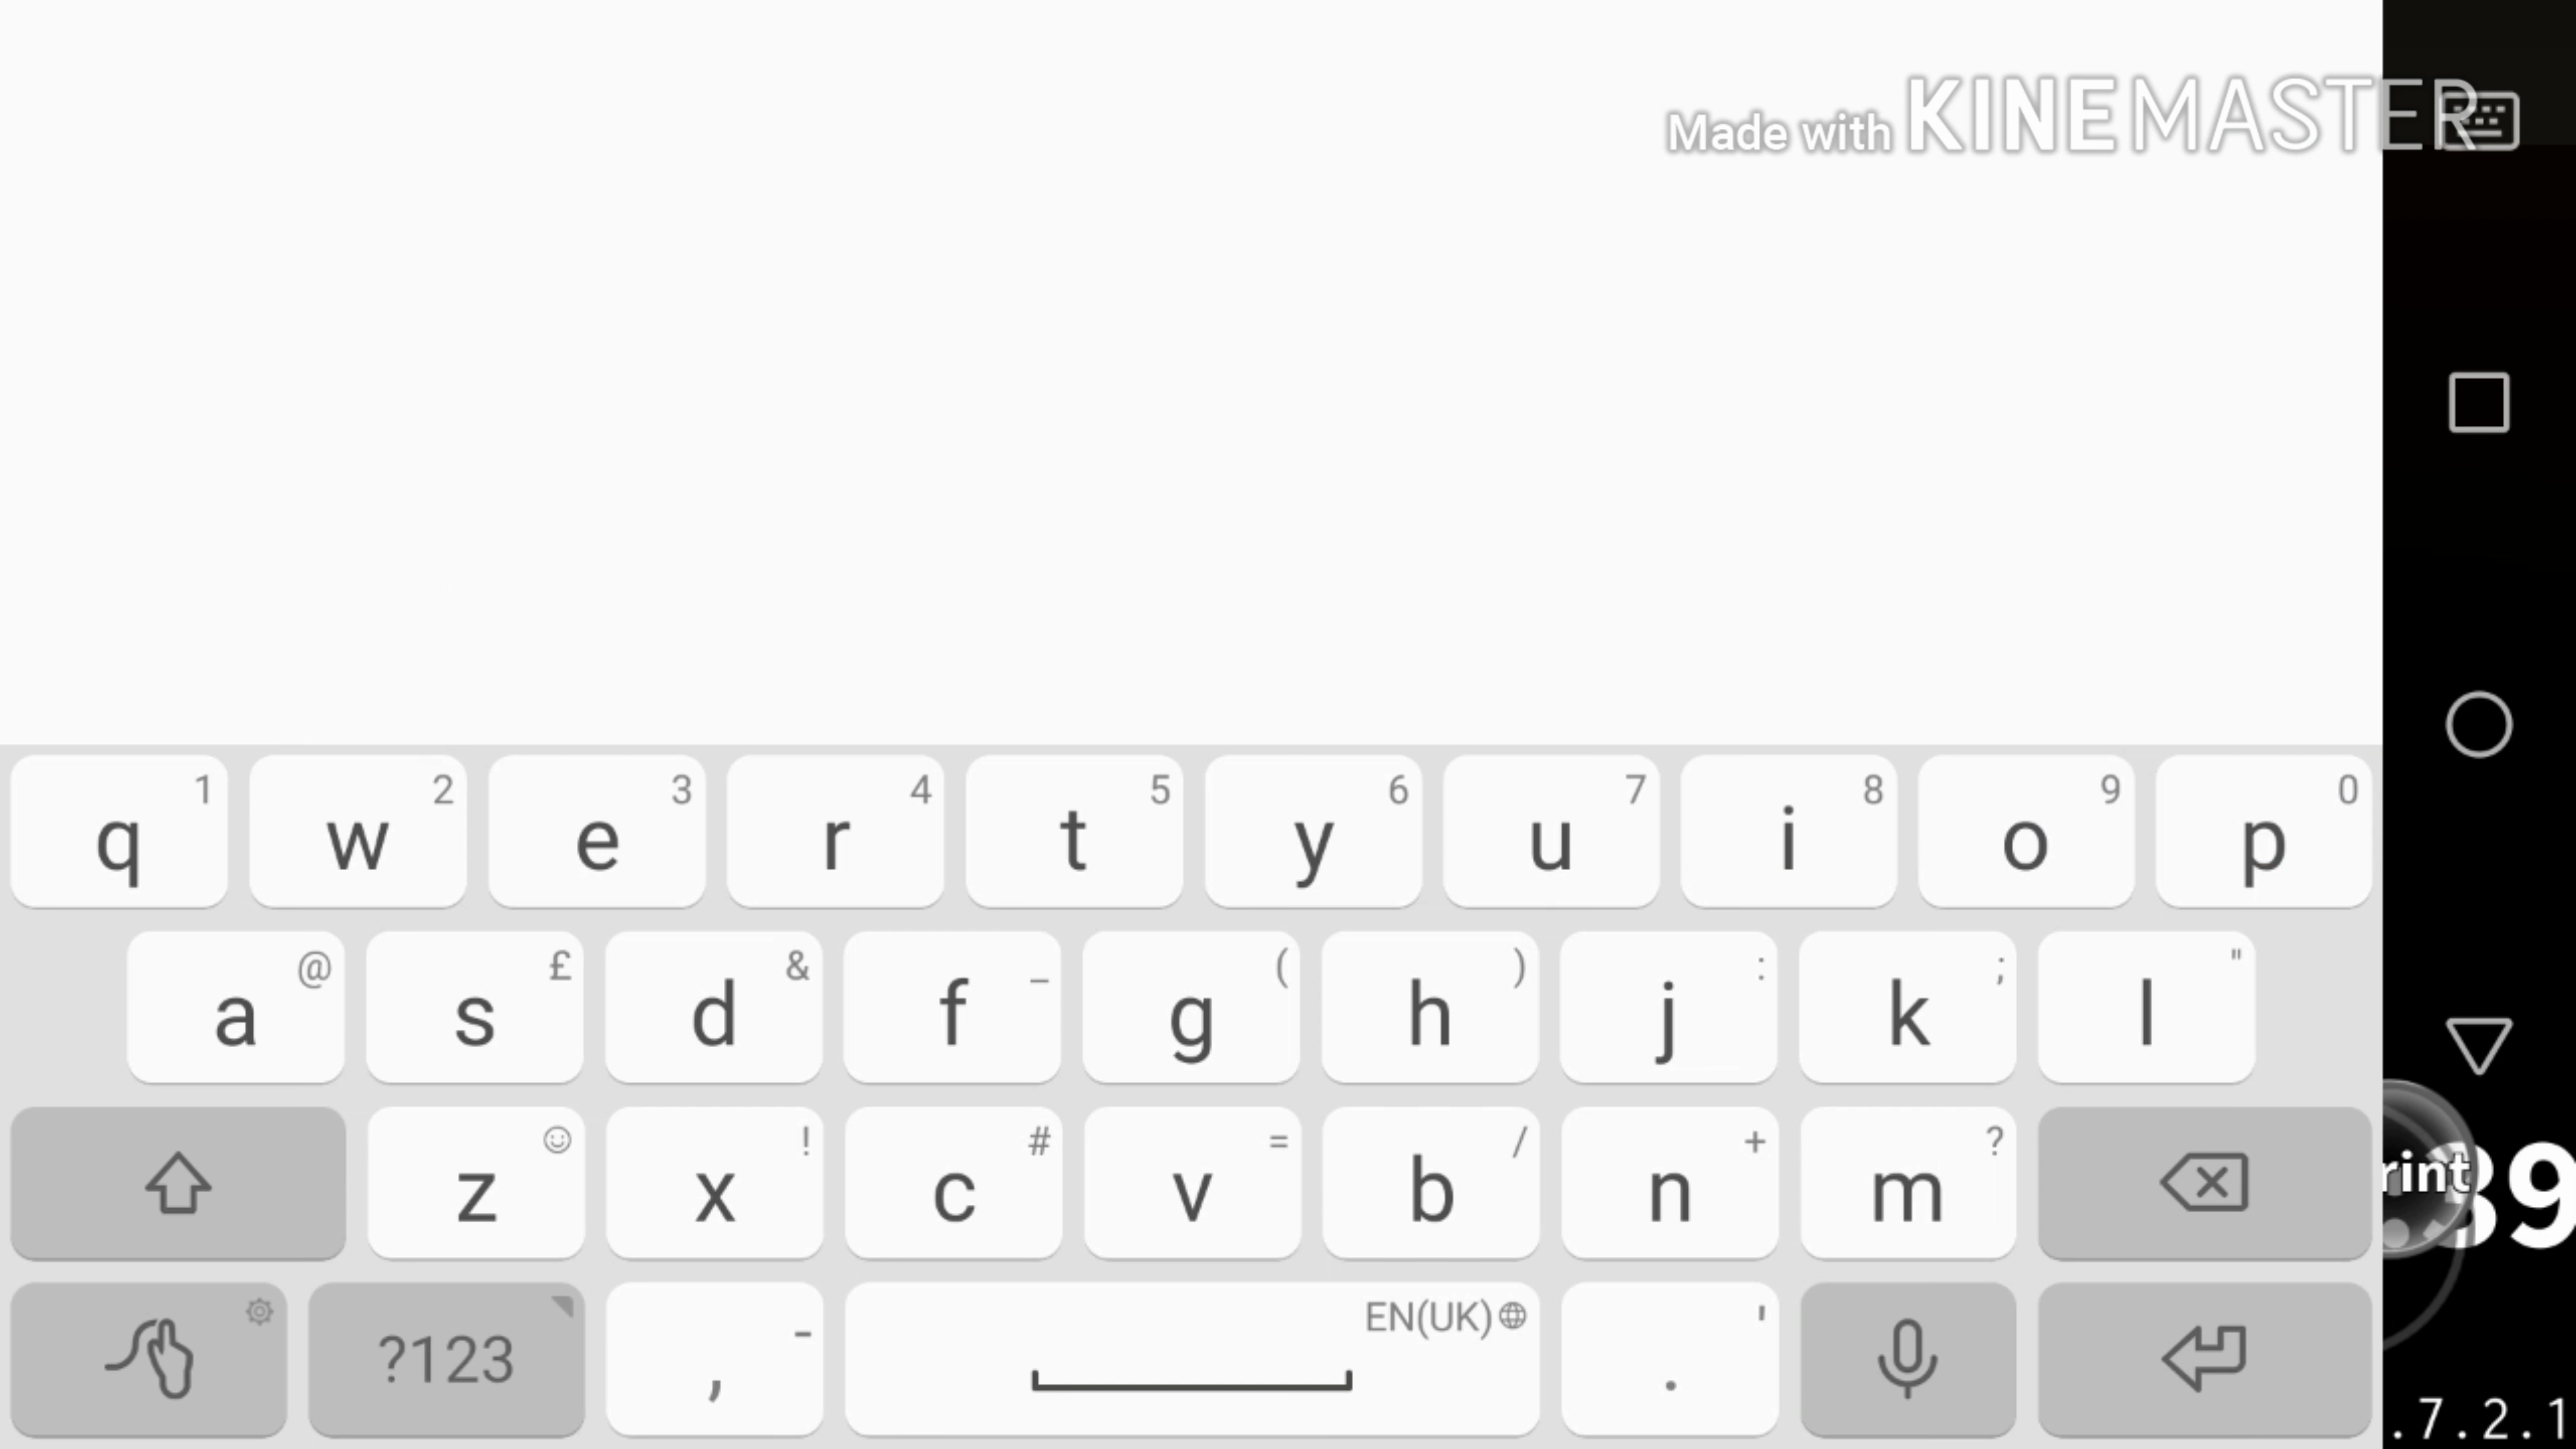 Made with KINEMASTER
1 2 3 4 5 6 7 8 9 0
q w e r t y u i o p
@ £ & _ ( ) : ; "
a s d f g h j k l
! # = / + ?
z x c v b n m
rint 39
EN(UK) '
?123 , - .
.7.2.1